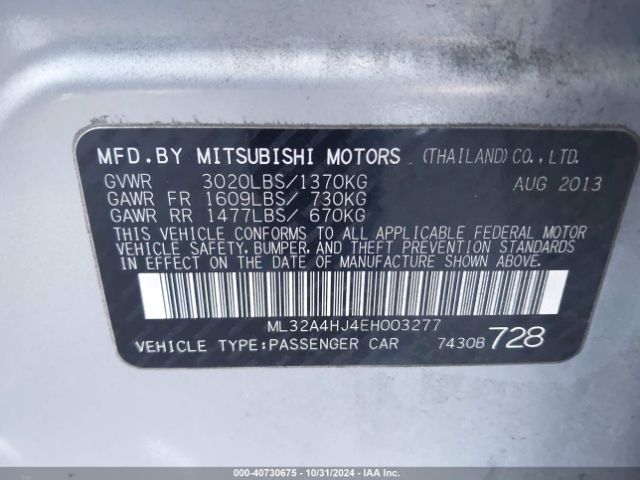 MFD.BY MITSUBISHI MOTORS (THAILAND)CO.,LTD.
GVWR 3020LBS/1370KG AUG 2013
GAWR FR 1609LBS/ 730KG
GAWR RR 1477LBS/ 670KG
THIS VEHICLE CONFORMS TO ALL APPLICABLE FEDERAL MOTOR
VEHICLE SAFETY, BUMPER, AND THEFT PREVENTION STANDARDS
IN EFFECT ON THE DATE OF MANUFACTURE SHOWN ABOVE.
ML32A4HJ4EH003277
VEHICLE TYPE:PASSENGER CAR 7430B 728
000-40730675 - 10/31/2024 - IAA Inc.